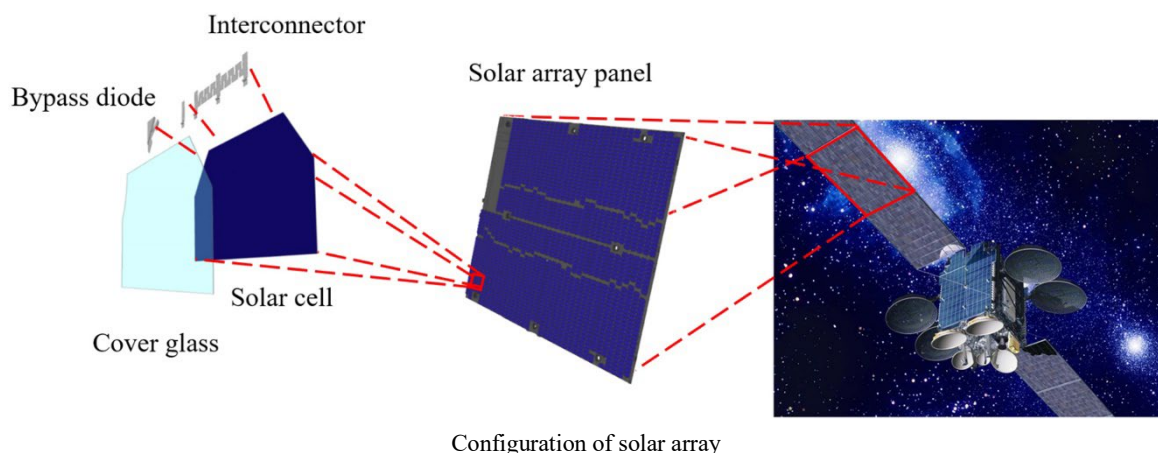 Interconnector
Solar array panel
Bypass diode
Solar cell
Cover glass
Configuration of solar array